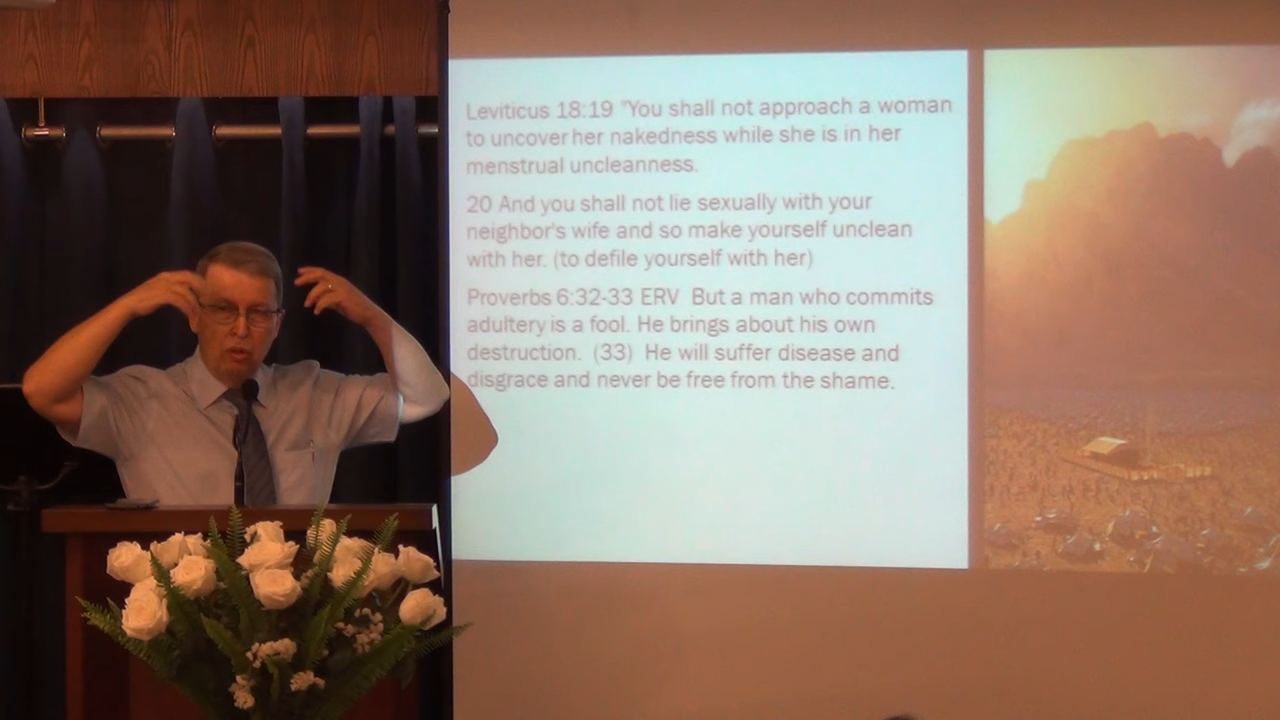 Leviticus 18:19 "You shall not approach a woman
to uncover her nakedness while she is in her
menstrual uncleanness.
20 And you shall not lie sexually with your
neighbor's wife and so make yourself unclean
with her. (to defile yourself with her)
Proverbs 6:32-33 ERV But a man who commits
adultery is a fool. He brings about his own
destruction. (33) He will suffer disease and
disgrace and never be free from the shame.